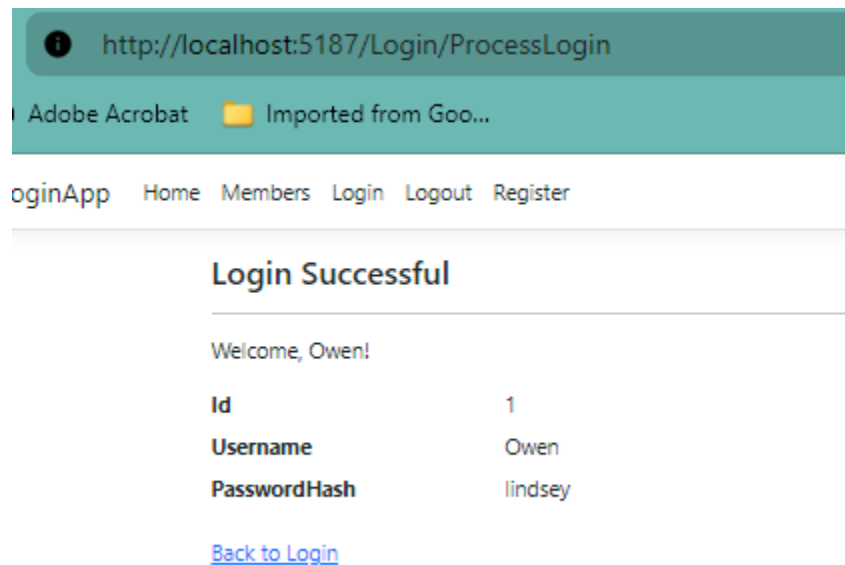 http://localhost:5187/Login/ProcessLogin
Adobe Acrobat Imported from Goo...
oginApp Home Members Login Logout Register
Login Successful
Welcome, Owen!
Id 1
Username Owen
PasswordHash lindsey
Back to Login